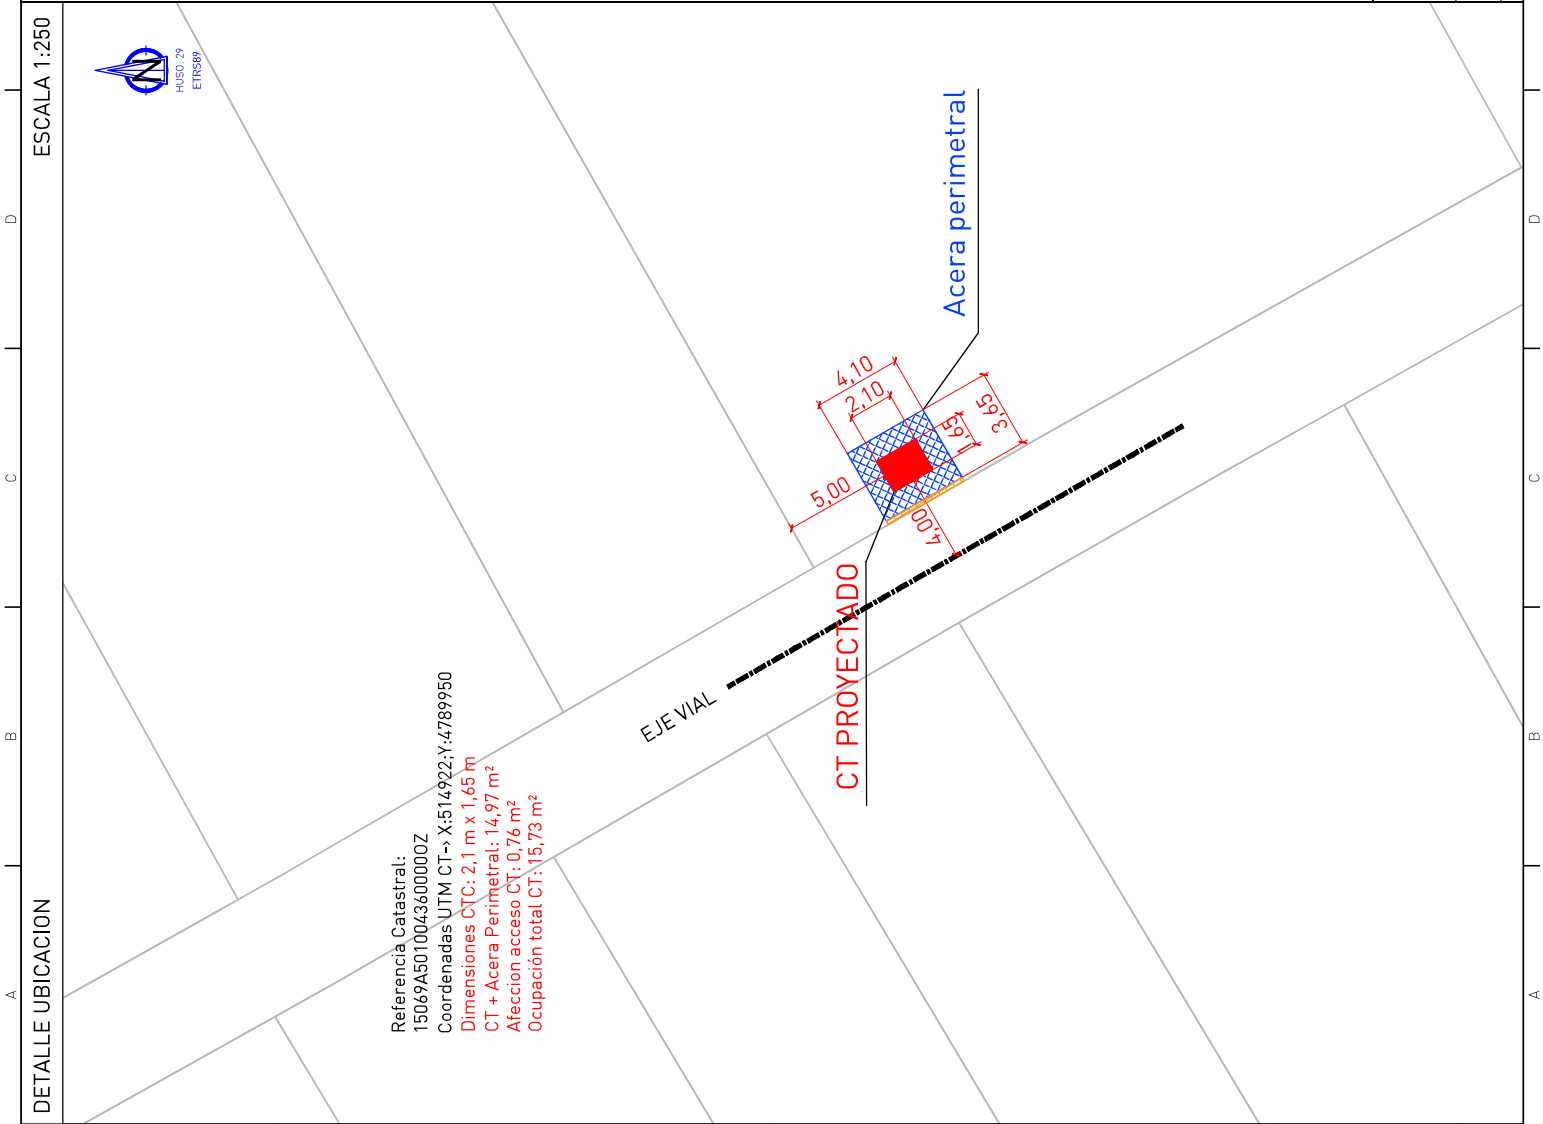 DETALLE UBICACION
ESCALA 1:250
N
HUSO: 29
ETRS89
Referencia Catastral:
15069A501004360000OZ
Coordenadas UTM CT-> X:514922;Y:4789950
Dimensiones CTC: 2,1 m x 1,65 m
CT + Acera Perimetral: 14,97 m²
Afeccion acceso CT: 0,76 m²
Ocupación total CT: 15,73 m²
EJE VIAL
CT PROYECTADO
Acera perimetral
5,00
4,10
2,10
1,65
3,65
4,00
A
B
C
D
A
B
C
D